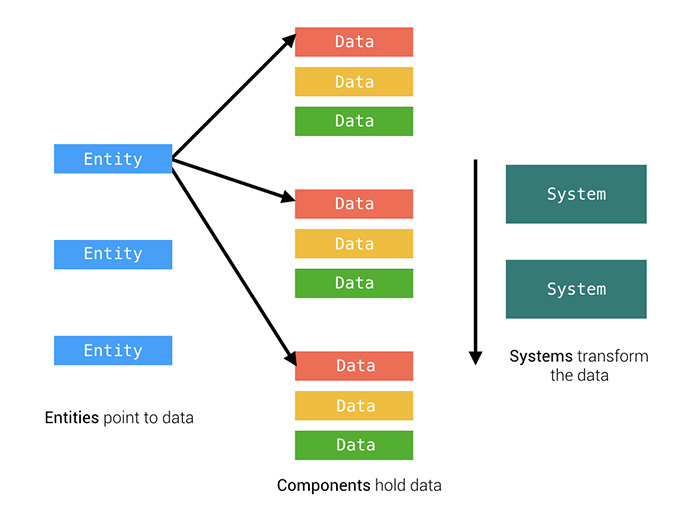 Entity
Entity
Entity
Entities point to data
Data
Data
Data
Data
Data
Data
Data
Data
Data
Components hold data
System
System
Systems transform
the data